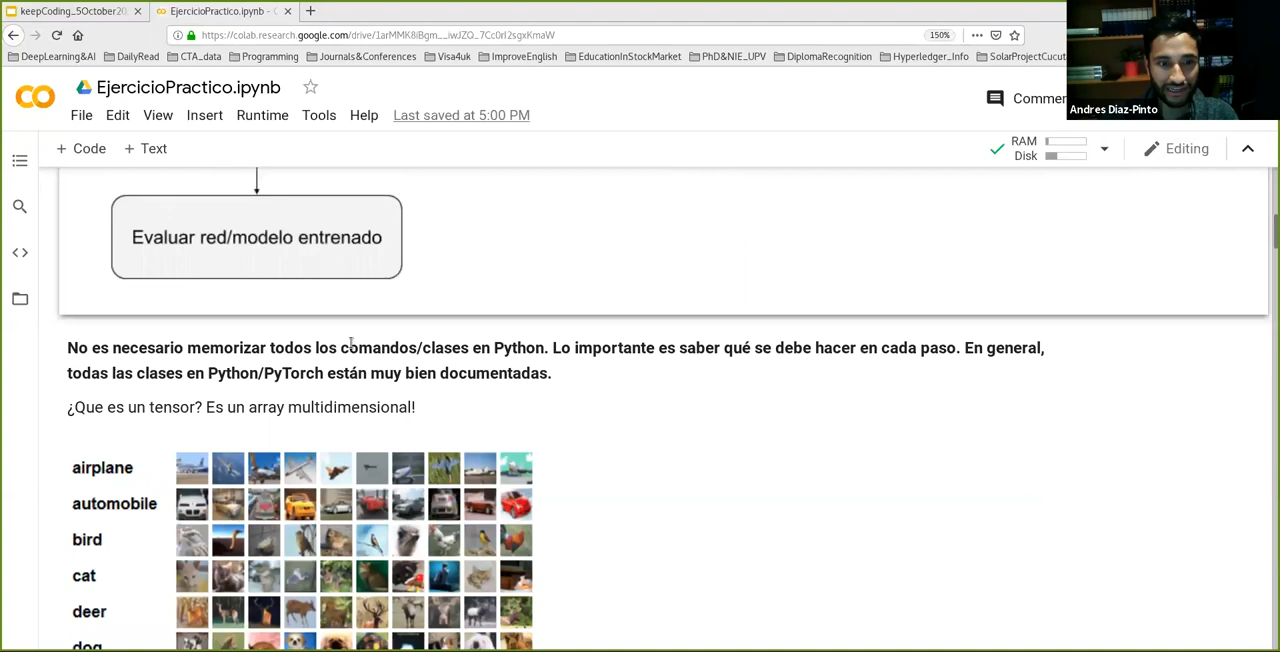 keepCoding_5October20
EjercicioPractico.ipynb - C
https://colab.research.google.com/drive/1arMMK8iBgm__iwJZO_7Cc0rI2sgxKmaW
150%
DeepLearning&AI
DailyRead
CTA_data
Programming
Journals&Conferences
Visa4uk
ImproveEnglish
EducationInStockMarket
PhD&NIE_UPV
DiplomaRecognition
Hyperledger_Info
SolarProjectCucut
Andres Diaz-Pinto
EjercicioPractico.ipynb
Commen
File Edit View Insert Runtime Tools Help Last saved at 5:00 PM
+ Code + Text
RAM
Disk
Editing
Evaluar red/modelo entrenado
No es necesario memorizar todos los comandos/clases en Python. Lo importante es saber qué se debe hacer en cada paso. En general,
todas las clases en Python/PyTorch están muy bien documentadas.
¿Que es un tensor? Es un array multidimensional!
airplane
automobile
bird
cat
deer
dog